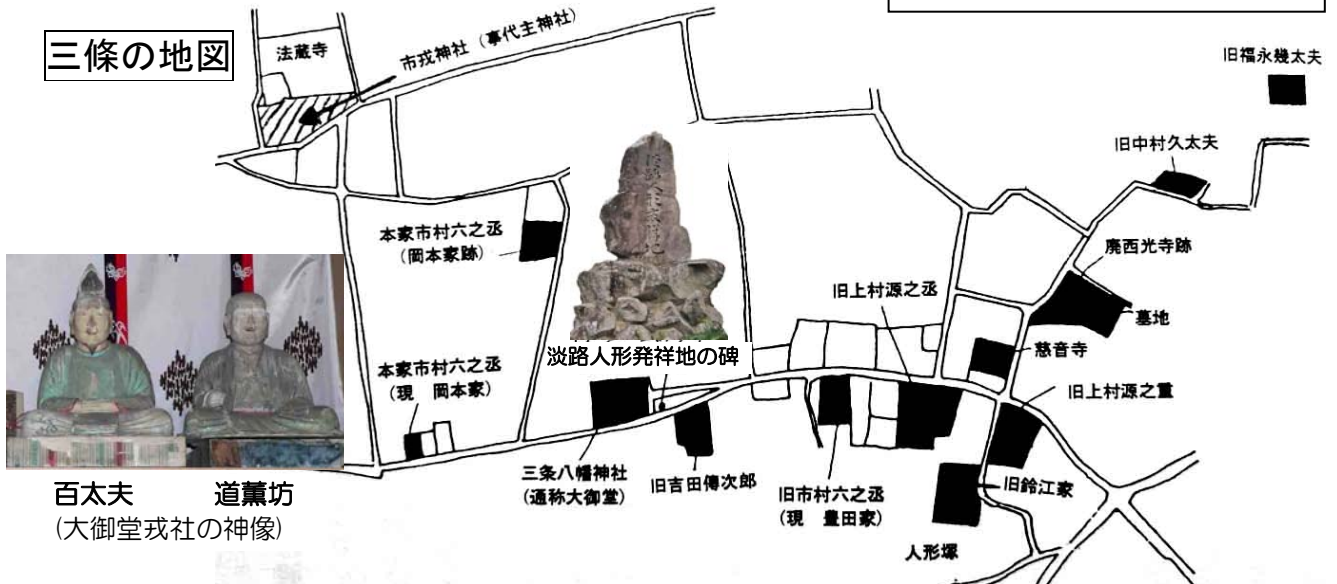 三條の地図
法蔵寺
市戎神社（事代主神社）
旧福永幾太夫
旧中村久太夫
本家市村六之丞
（岡本家跡）
廃西光寺跡
旧上村源之丞
墓地
淡路人形発祥地の碑
慈音寺
本家市村六之丞
（現　岡本家）
旧上村源之重
三条八幡神社
（通称大御堂）
旧吉田傳次郎
旧市村六之丞
（現　豊田家）
旧鈴江家
人形塚
百太夫　道薫坊
(大御堂戎社の神像)